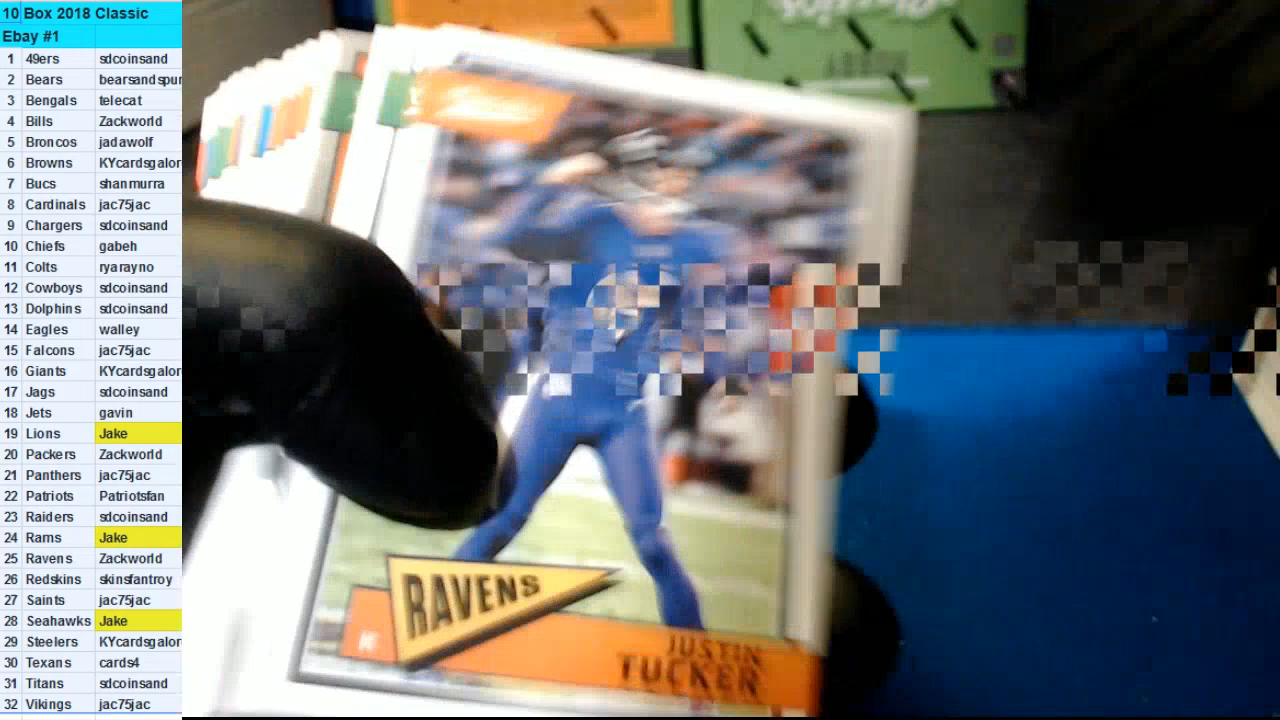 10 Box 2018 Classic
Ebay #1
1 49ers sdcoinsand
2 Bears bearsandspur
3 Bengals telecat
4 Bills Zackworld
5 Broncos jadawolf
6 Browns KYcardsgalor
7 Bucs shanmurra
8 Cardinals jac75jac
9 Chargers sdcoinsand
10 Chiefs gabeh
11 Colts ryarayno
12 Cowboys sdcoinsand
13 Dolphins sdcoinsand
14 Eagles walley
15 Falcons jac75jac
16 Giants KYcardsgalor
17 Jags sdcoinsand
18 Jets gavin
19 Lions Jake
20 Packers Zackworld
21 Panthers jac75jac
22 Patriots Patriotsfan
23 Raiders sdcoinsand
24 Rams Jake
25 Ravens Zackworld
26 Redskins skinsfantroy
27 Saints jac75jac
28 Seahawks Jake
29 Steelers KYcardsgalor
30 Texans cards4
31 Titans sdcoinsand
32 Vikings jac75jac
RAVENS
K
JUSTIN
TUCKER